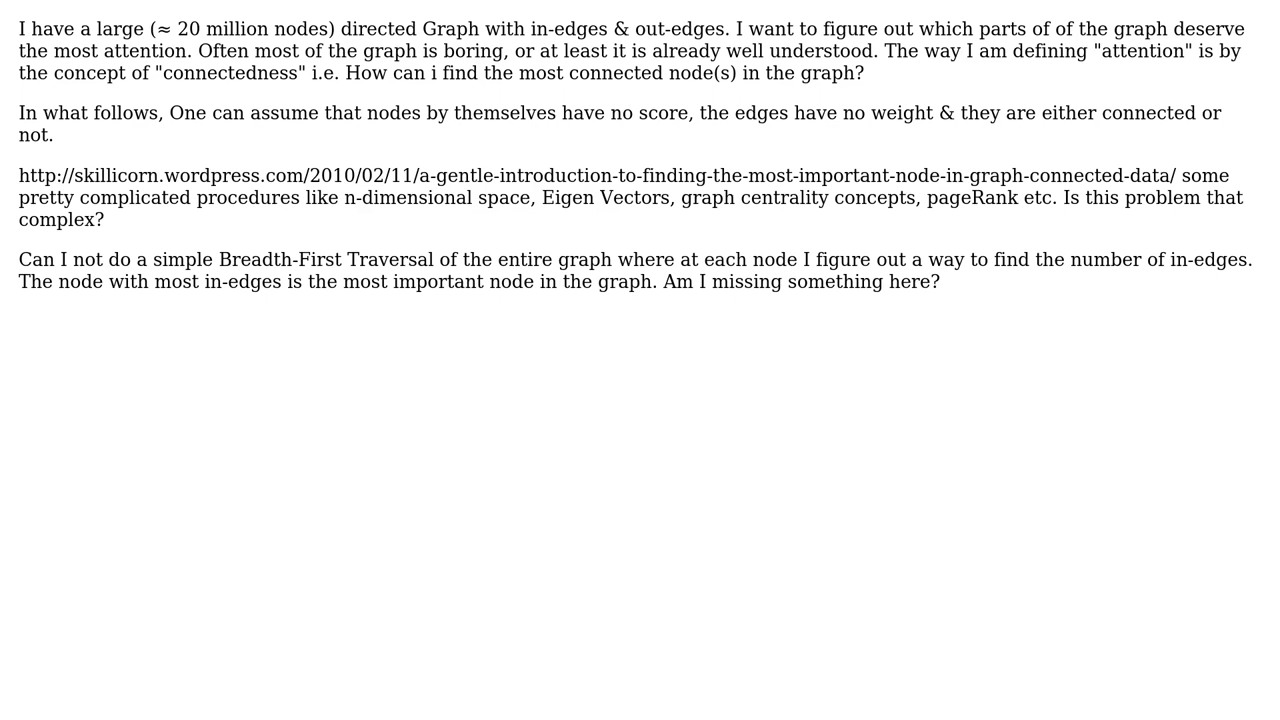 I have a large (≈ 20 million nodes) directed Graph with in-edges & out-edges. I want to figure out which parts of of the graph deserve
the most attention. Often most of the graph is boring, or at least it is already well understood. The way I am defining "attention" is by
the concept of "connectedness" i.e. How can i find the most connected node(s) in the graph?
In what follows, One can assume that nodes by themselves have no score, the edges have no weight & they are either connected or
not.
http://skillicorn.wordpress.com/2010/02/11/a-gentle-introduction-to-finding-the-most-important-node-in-graph-connected-data/ some
pretty complicated procedures like n-dimensional space, Eigen Vectors, graph centrality concepts, pageRank etc. Is this problem that
complex?
Can I not do a simple Breadth-First Traversal of the entire graph where at each node I figure out a way to find the number of in-edges.
The node with most in-edges is the most important node in the graph. Am I missing something here?